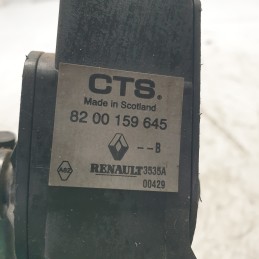 CTS.
Made in Scotland
82 00 159 645
--B
RENAULT 3535A
00429